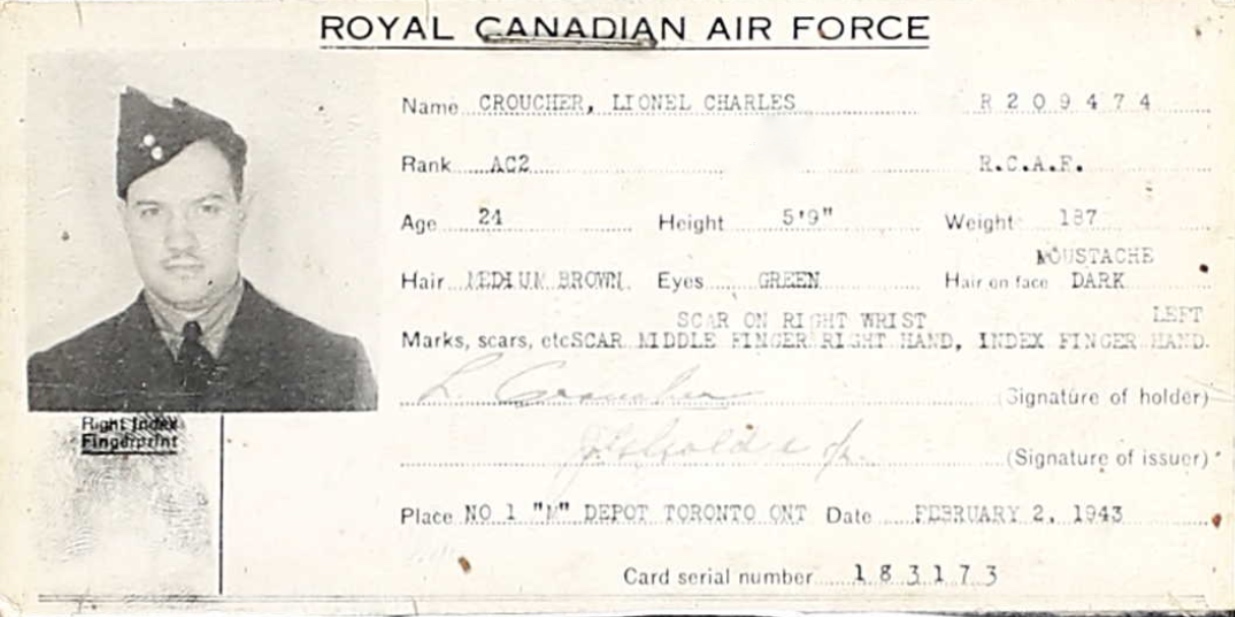 ROYAL CANADIAN AIR FORCE
Name CROUCHER, LIONEL CHARLES R 2 0 9 4 7 4
Rank AC2 R.C.A.F.
Age 24 Height 5'9" Weight 187
MOUSTACHE
Hair MEDIUM BROWN Eyes GREEN Hair on face DARK
SCAR ON RIGHT WRIST LEFT
Marks, scars, etc SCAR MIDDLE FINGER RIGHT HAND, INDEX FINGER HAND.
L. Croucher (Signature of holder)
(Signature of issuer)
Right Index
Fingerprint
Place NO 1 "M" DEPOT TORONTO ONT Date FEBRUARY 2, 1943
Card serial number 1 8 3 1 7 3